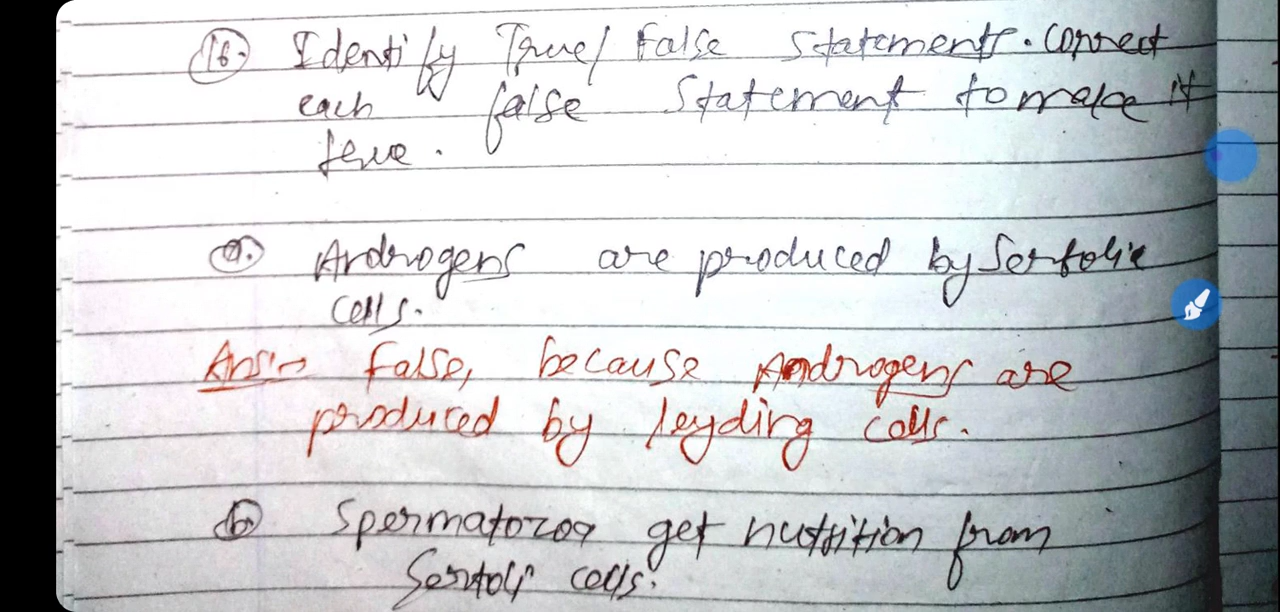 16. Identify True/False Statements. Correct
each false Statement to make it
true.
a. Androgens are produced by Sertolie
cells.
Ans:→ False, because Androgens are
produced by leyding cells.
b Spermatozoa get nutrition from
Sertoli cells.